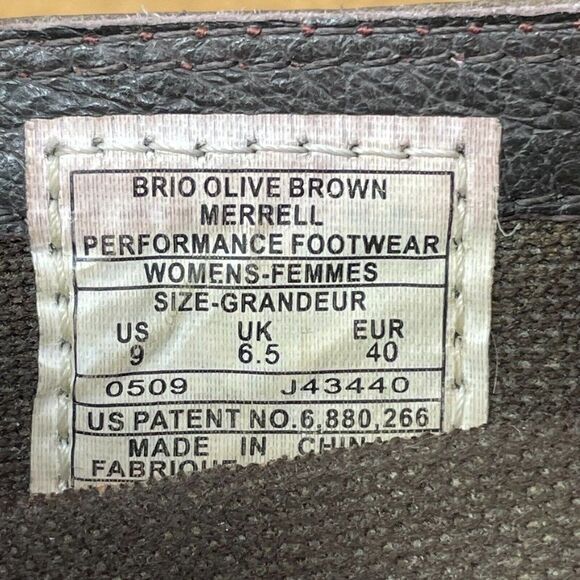 BRIO OLIVE BROWN
MERRELL
PERFORMANCE FOOTWEAR
WOMENS-FEMMES
SIZE-GRANDEUR
US UK EUR
9 6.5 40
0509 J43440
US PATENT NO.6,880,266
MADE IN CHINA